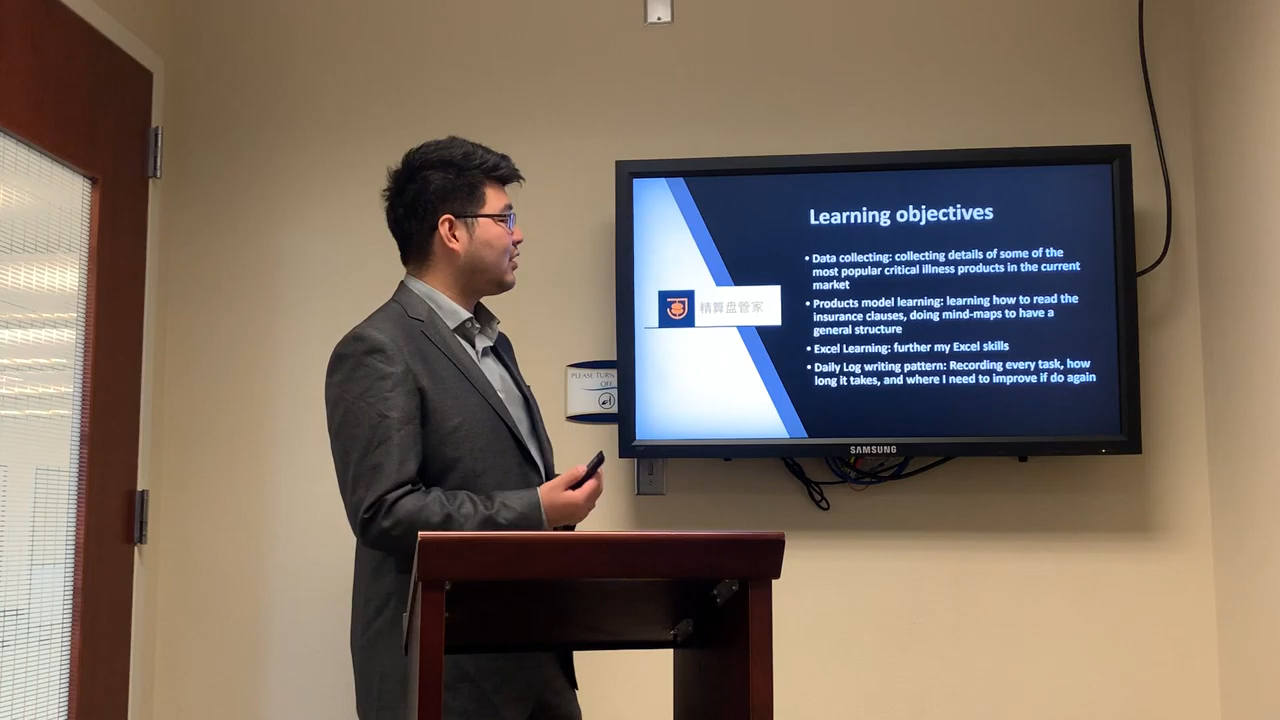 Learning objectives
• Data collecting: collecting details of some of the
most popular critical illness products in the current
market
• Products model learning: learning how to read the
insurance clauses, doing mind-maps to have a
general structure
• Excel Learning: further my Excel skills
• Daily Log writing pattern: Recording every task, how
long it takes, and where I need to improve if do again
精算盘管家
PLEASE TURN
OFF
SAMSUNG